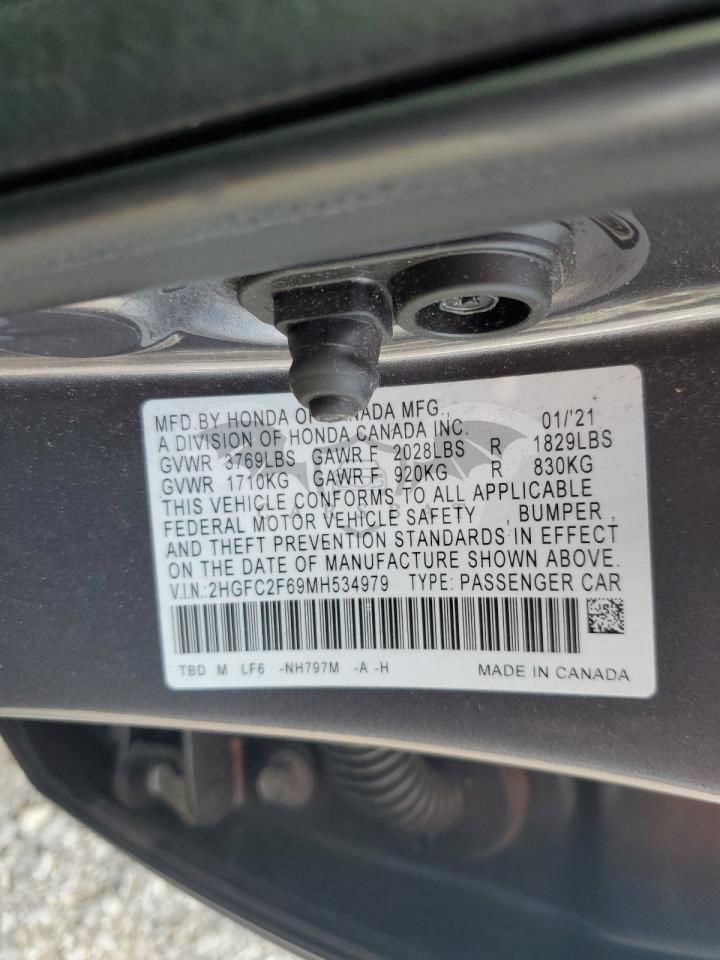 MFD.BY HONDA OF CANADA MFG., 01/'21
A DIVISION OF HONDA CANADA INC.
GVWR 3769LBS GAWR F 2028LBS R 1829LBS
GVWR 1710KG GAWR F 920KG R 830KG
THIS VEHICLE CONFORMS TO ALL APPLICABLE
FEDERAL MOTOR VEHICLE SAFETY , BUMPER ,
AND THEFT PREVENTION STANDARDS IN EFFECT
ON THE DATE OF MANUFACTURE SHOWN ABOVE.
V.I.N.:2HGFC2F69MH534979 TYPE: PASSENGER CAR
TBD M LF6 -NH797M -A -H MADE IN CANADA